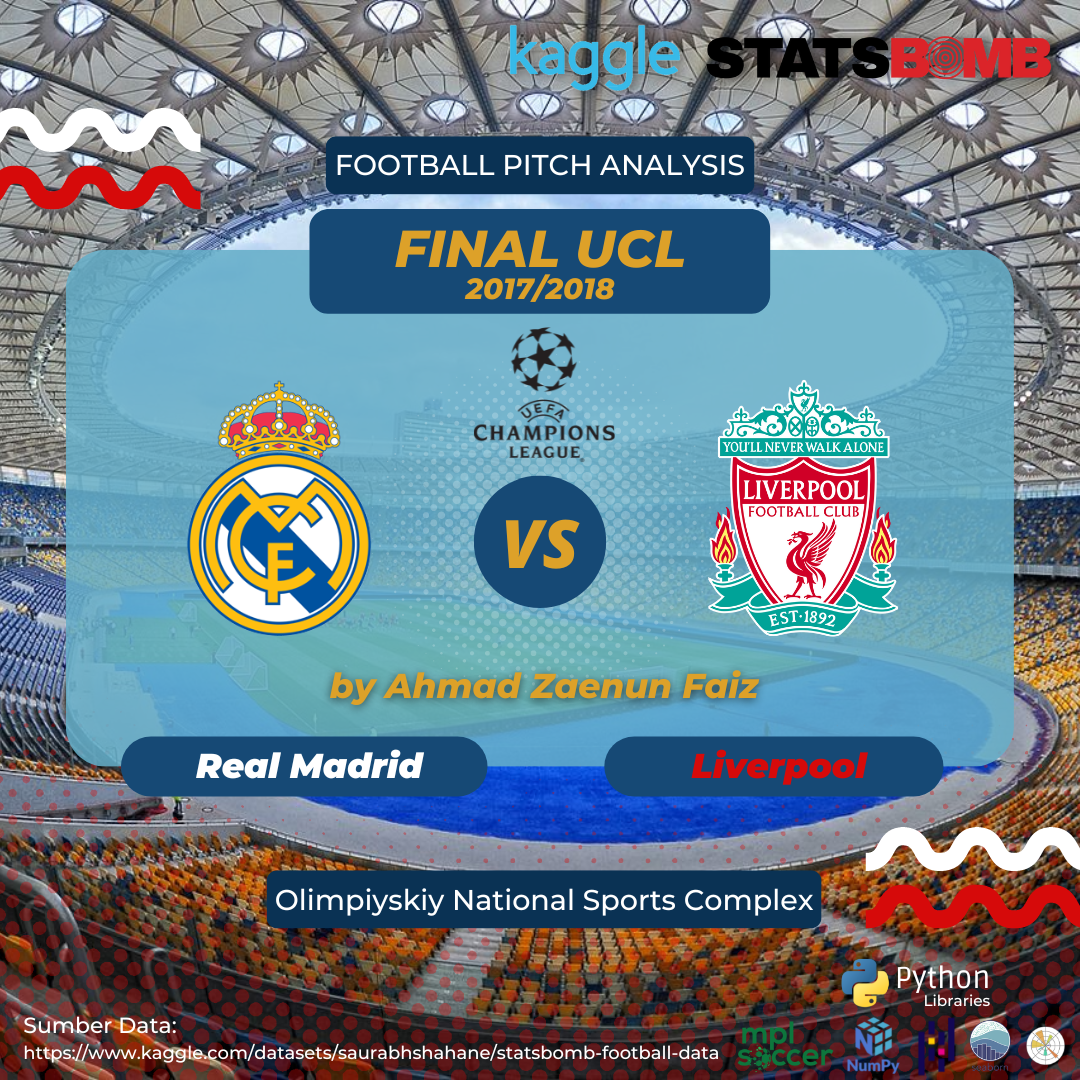 kaggle STATSBOMB
FOOTBALL PITCH ANALYSIS
FINAL UCL
2017/2018
UEFA
CHAMPIONS
LEAGUE
YOU'LL NEVER WALK ALONE
LIVERPOOL
FOOTBALL CLUB
EST·1892
VS
by Ahmad Zaenun Faiz
Real Madrid
Liverpool
Olimpiyskiy National Sports Complex
Python
Libraries
Sumber Data:
https://www.kaggle.com/datasets/saurabhshahane/statsbomb-football-data
mpl
soccer
NumPy
seaborn